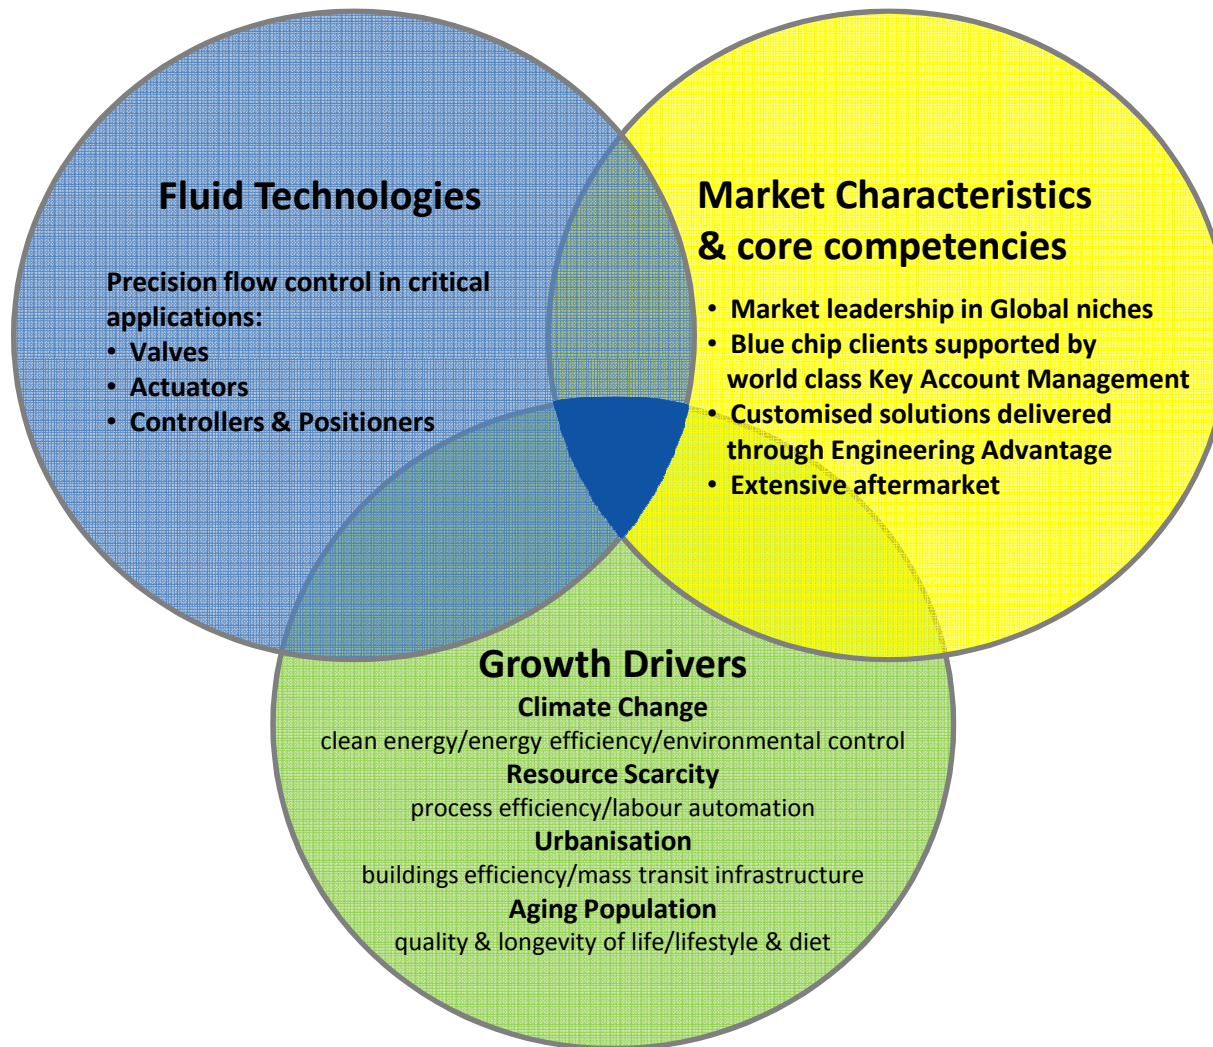 Fluid Technologies
Precision flow control in critical
applications:
• Valves
• Actuators
• Controllers & Positioners
Market Characteristics
& core competencies
• Market leadership in Global niches
• Blue chip clients supported by
world class Key Account Management
• Customised solutions delivered
through Engineering Advantage
• Extensive aftermarket
Growth Drivers
Climate Change
clean energy/energy efficiency/environmental control
Resource Scarcity
process efficiency/labour automation
Urbanisation
buildings efficiency/mass transit infrastructure
Aging Population
quality & longevity of life/lifestyle & diet